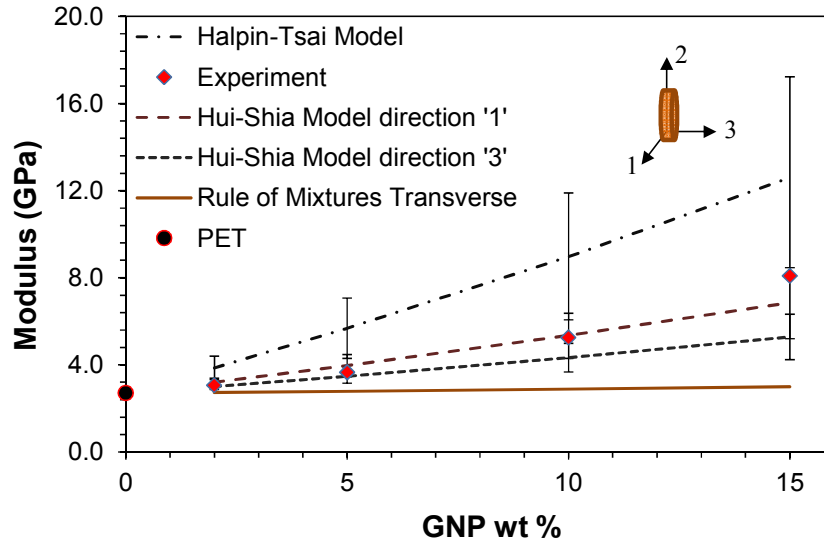 20.0
16.0
12.0
8.0
4.0
0.0
Modulus (GPa)
Halpin-Tsai Model
Experiment
Hui-Shia Model direction '1'
Hui-Shia Model direction '3'
Rule of Mixtures Transverse
PET
2
3
1
0
5
10
15
GNP wt %